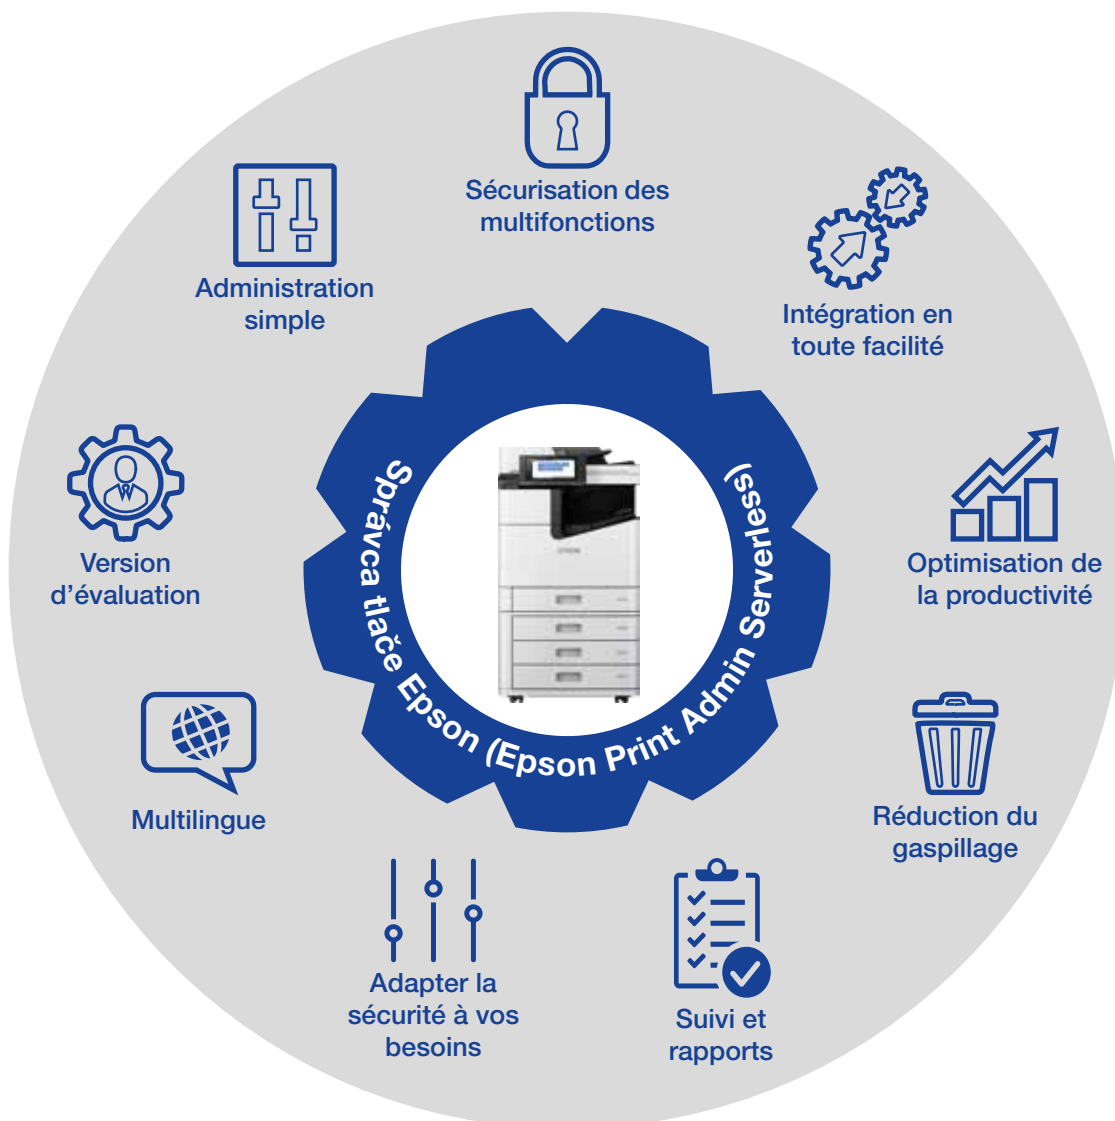 Sécurisation des
multifonctions
Intégration en
toute facilité
Optimisation de
la productivité
Réduction du
gaspillage
Suivi et
rapports
Adapter la
sécurité à vos
besoins
Multilingue
Version
d’évaluation
Administration
simple
Správca tlače Epson (Epson Print Admin Serverless)
EPSON